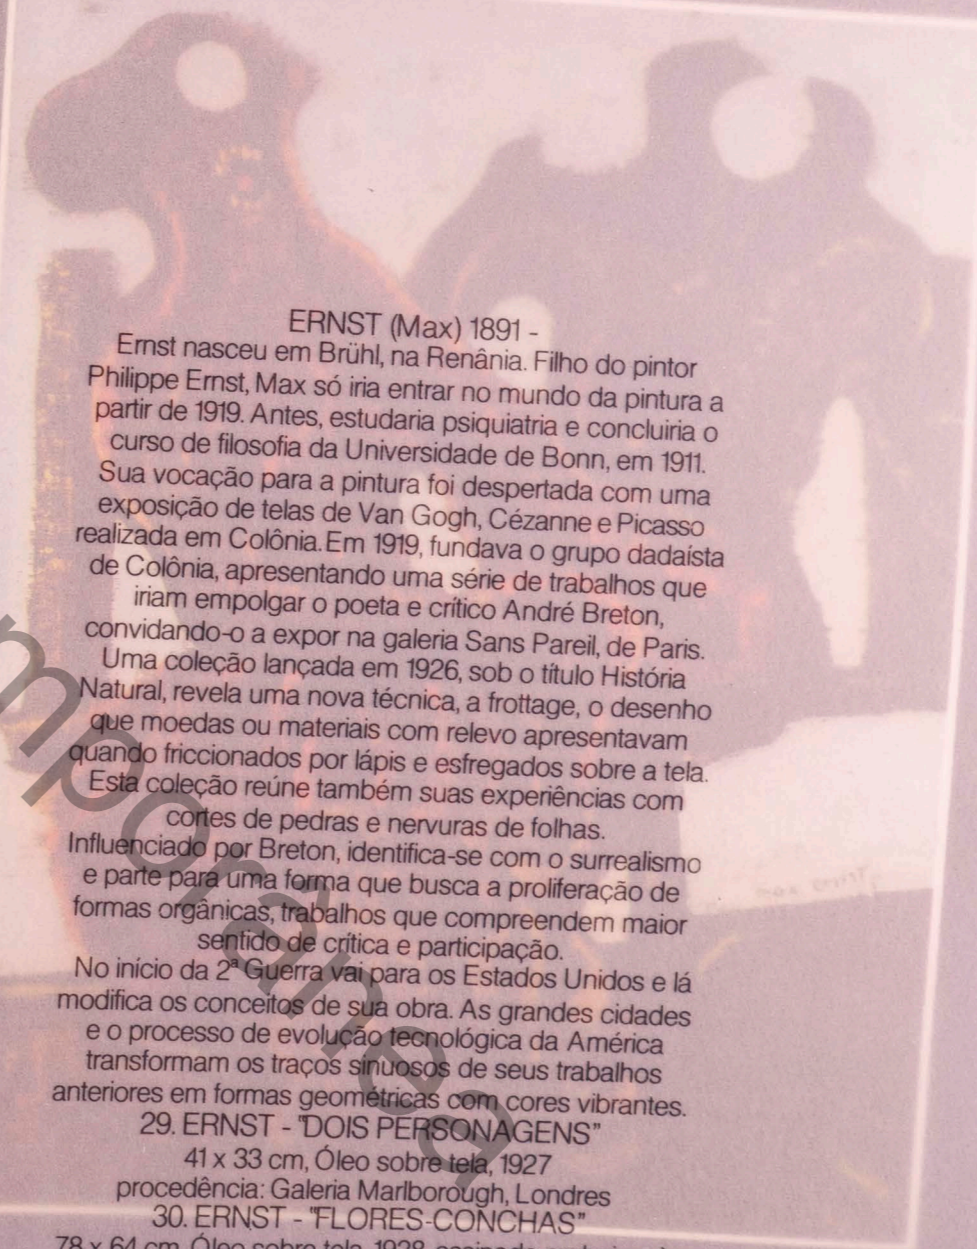 ERNST (Max) 1891 -
Ernst nasceu em Brühl, na Renânia. Filho do pintor
Philippe Ernst, Max só iria entrar no mundo da pintura a
partir de 1919. Antes, estudaria psiquiatria e concluiria o
curso de filosofia da Universidade de Bonn, em 1911.
Sua vocação para a pintura foi despertada com uma
exposição de telas de Van Gogh, Cézanne e Picasso
realizada em Colônia. Em 1919, fundava o grupo dadaísta
de Colônia, apresentando uma série de trabalhos que
iriam empolgar o poeta e crítico André Breton,
convidando-o a expor na galeria Sans Pareil, de Paris.
Uma coleção lançada em 1926, sob o título História
Natural, revela uma nova técnica, a frottage, o desenho
que moedas ou materiais com relevo apresentavam
quando friccionados por lápis e esfregados sobre a tela.
Esta coleção reúne também suas experiências com
cortes de pedras e nervuras de folhas.
Influenciado por Breton, identifica-se com o surrealismo
e parte para uma forma que busca a proliferação de
formas orgânicas, trabalhos que compreendem maior
sentido de crítica e participação.
No início da 2ª Guerra vai para os Estados Unidos e lá
modifica os conceitos de sua obra. As grandes cidades
e o processo de evolução tecnológica da América
transformam os traços sinuosos de seus trabalhos
anteriores em formas geométricas com cores vibrantes.
29. ERNST - "DOIS PERSONAGENS"
41 x 33 cm, Óleo sobre tela, 1927
procedência: Galeria Marlborough, Londres
30. ERNST - "FLORES-CONCHAS"
78 x 64 cm, Óleo sobre tela, 1928,
mporânea